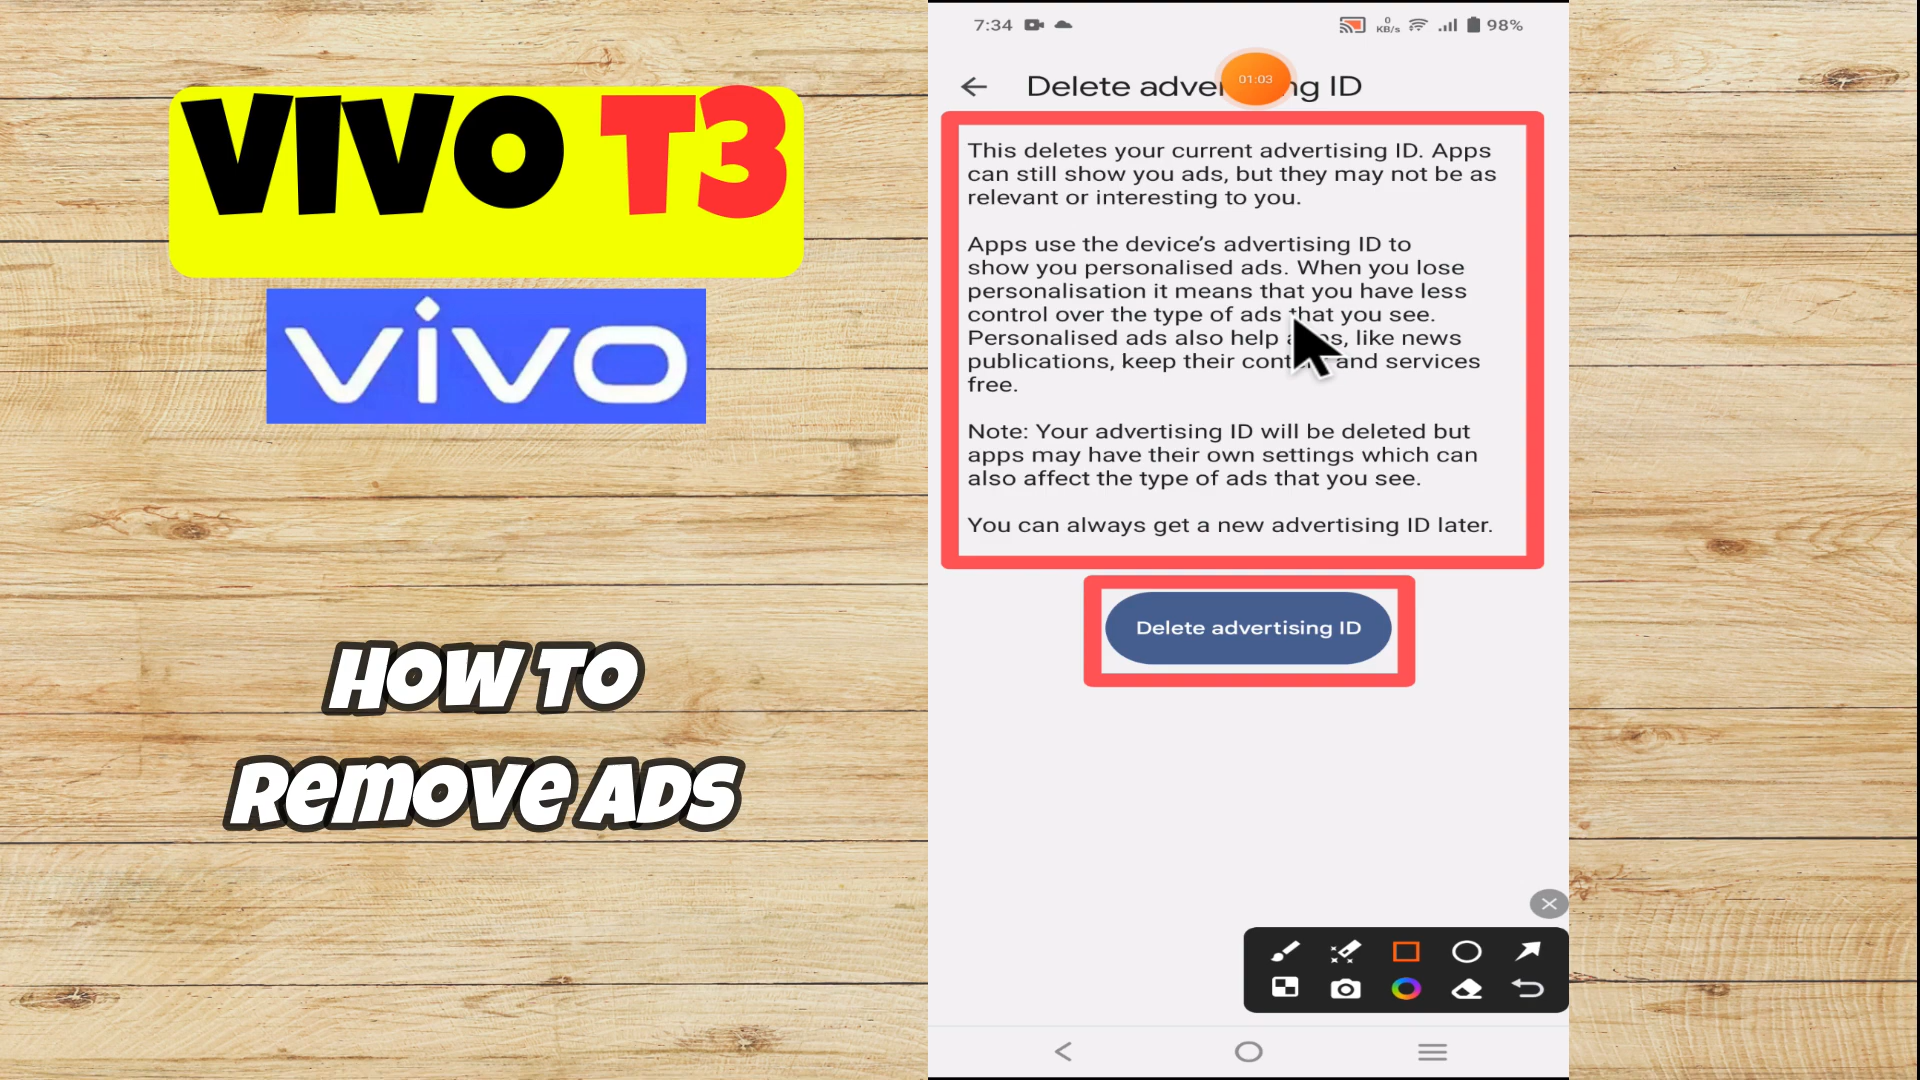 VIVO T3
vivo
HOW TO
REMOVE ADS
7:34
0
KB/s
98%
01:03
Delete ID
This deletes your current advertising ID. Apps
can still show you ads, but they may not be as
relevant or interesting to you.
Apps use the device's advertising ID to
show you personalised ads. When you lose
personalisation it means that you have less
control over the type of ads that you see.
Personalised ads also help like news
publications, keep their and services
free.
Note: Your advertising ID will be deleted but
apps may have their own settings which can
also affect the type of ads that you see.
You can always get a new advertising ID later.
Delete advertising ID